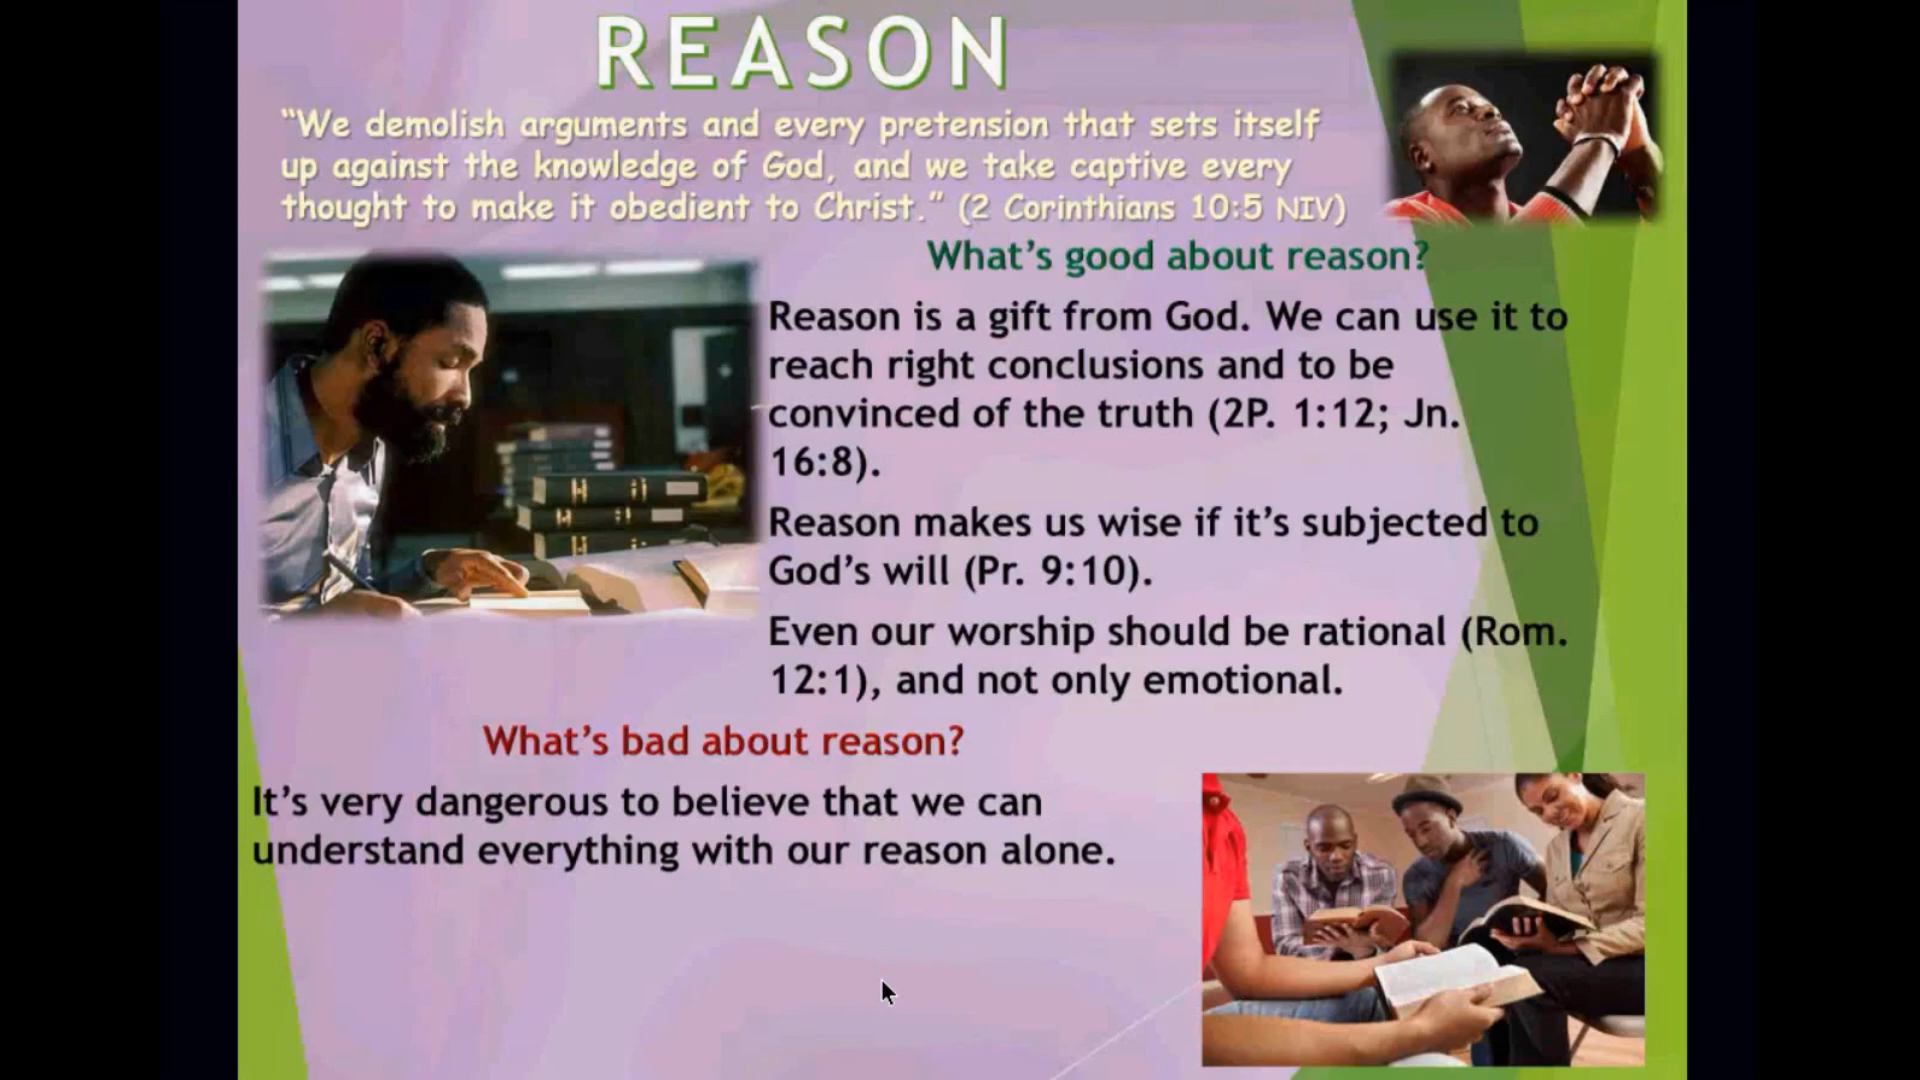 REASON
“We demolish arguments and every pretension that sets itself
up against the knowledge of God, and we take captive every
thought to make it obedient to Christ.” (2 Corinthians 10:5 NIV)
What’s good about reason?
Reason is a gift from God. We can use it to
reach right conclusions and to be
convinced of the truth (2P. 1:12; Jn.
16:8).
Reason makes us wise if it’s subjected to
God’s will (Pr. 9:10).
Even our worship should be rational (Rom.
12:1), and not only emotional.
What’s bad about reason?
It’s very dangerous to believe that we can
understand everything with our reason alone.